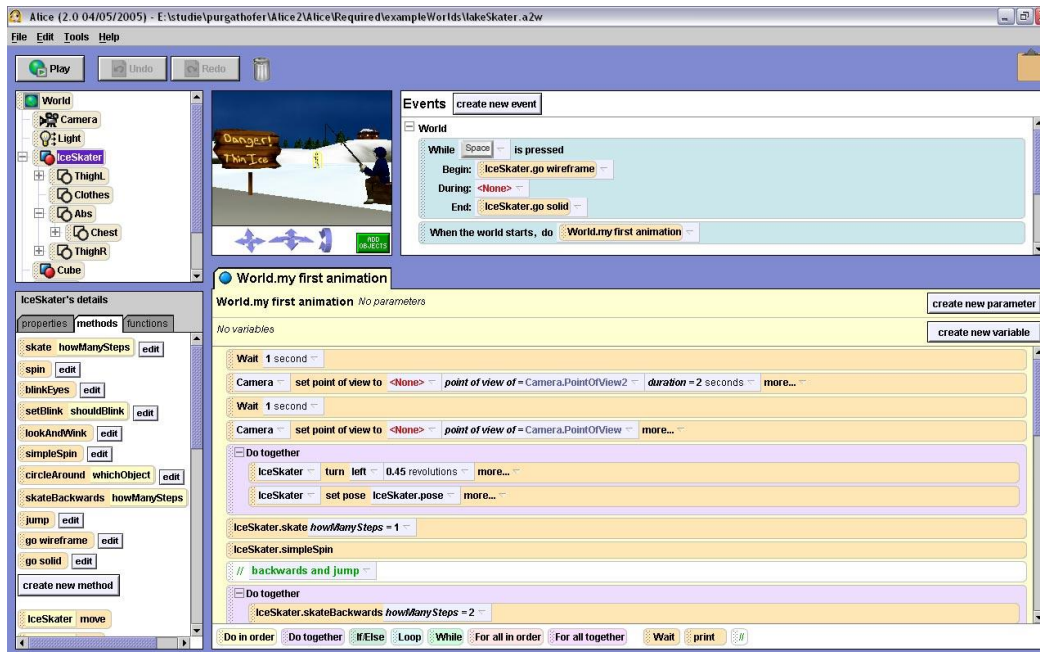 Alice (2.0 04/05/2005) - E:\studie\purgathofer\Alice2\Alice\Required\exampleWorlds\lakeSkater.a2w
File Edit Tools Help
Play Undo Redo
World
Camera
Light
IceSkater
ThighL
Clothes
Abs
Chest
ThighR
Cube
Danger!
Thin Ice
ADD OBJECTS
Events create new event
World
While Space is pressed
Begin: IceSkater.go wireframe
During: <None>
End: IceSkater.go solid
When the world starts, do World.my first animation
IceSkater's details
properties methods functions
skate howManySteps edit
spin edit
blinkEyes edit
setBlink shouldBlink edit
lookAndWink edit
simpleSpin edit
circleAround whichObject edit
skateBackwards howManySteps
jump edit
go wireframe edit
go solid edit
create new method
IceSkater move
World.my first animation
World.my first animation No parameters create new parameter
No variables create new variable
Wait 1 second
Camera set point of view to <None> point of view of = Camera.PointOfView2 duration = 2 seconds more...
Wait 1 second
Camera set point of view to <None> point of view of = Camera.PointOfView more...
Do together
IceSkater turn left 0.45 revolutions more...
IceSkater set pose IceSkater.pose more...
IceSkater.skate howManySteps = 1
IceSkater.simpleSpin
// backwards and jump
Do together
IceSkater.skateBackwards howManySteps = 2
Do in order Do together If/Else Loop While For all in order For all together Wait print //